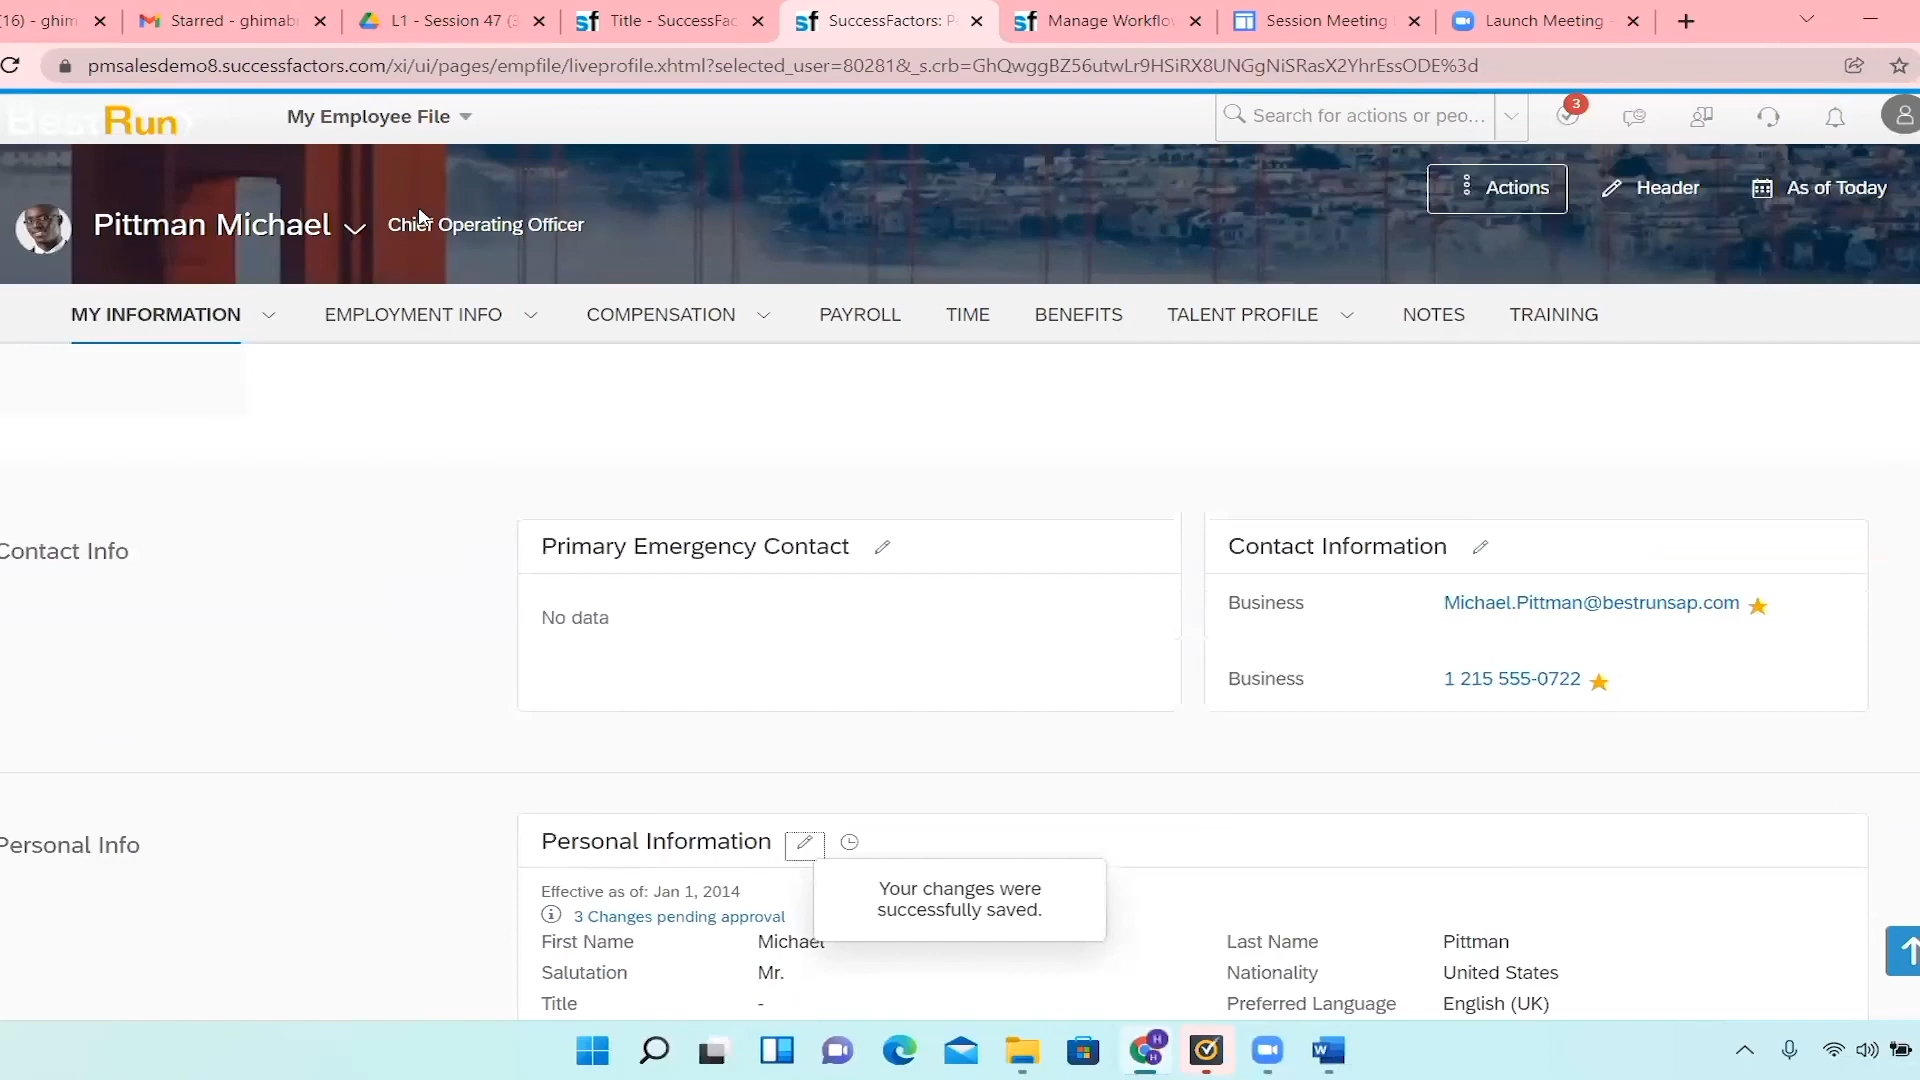 16) - ghim
Starred - ghimabi
L1 - Session 47 (3
sf Title - SuccessFac
sf SuccessFactors: P
sf Manage Workflo
Session Meeting
Launch Meeting
pmsalesdemo8.successfactors.com/xi/ui/pages/empfile/liveprofile.xhtml?selected_user=80281&_s.crb=GhQwggBZ56utwLr9HSiRX8UNGgNiSRasX2YhrEssODE%3d
BestRun
My Employee File
Search for actions or peo...
3
Pittman Michael
Chief Operating Officer
Actions
Header
As of Today
MY INFORMATION
EMPLOYMENT INFO
COMPENSATION
PAYROLL
TIME
BENEFITS
TALENT PROFILE
NOTES
TRAINING
Contact Info
Primary Emergency Contact
No data
Contact Information
Business Michael.Pittman@bestrunsap.com
Business 1 215 555-0722
Personal Info
Personal Information
Effective as of: Jan 1, 2014
3 Changes pending approval
Your changes were
successfully saved.
First Name Michael
Last Name Pittman
Salutation Mr.
Nationality United States
Title -
Preferred Language English (UK)